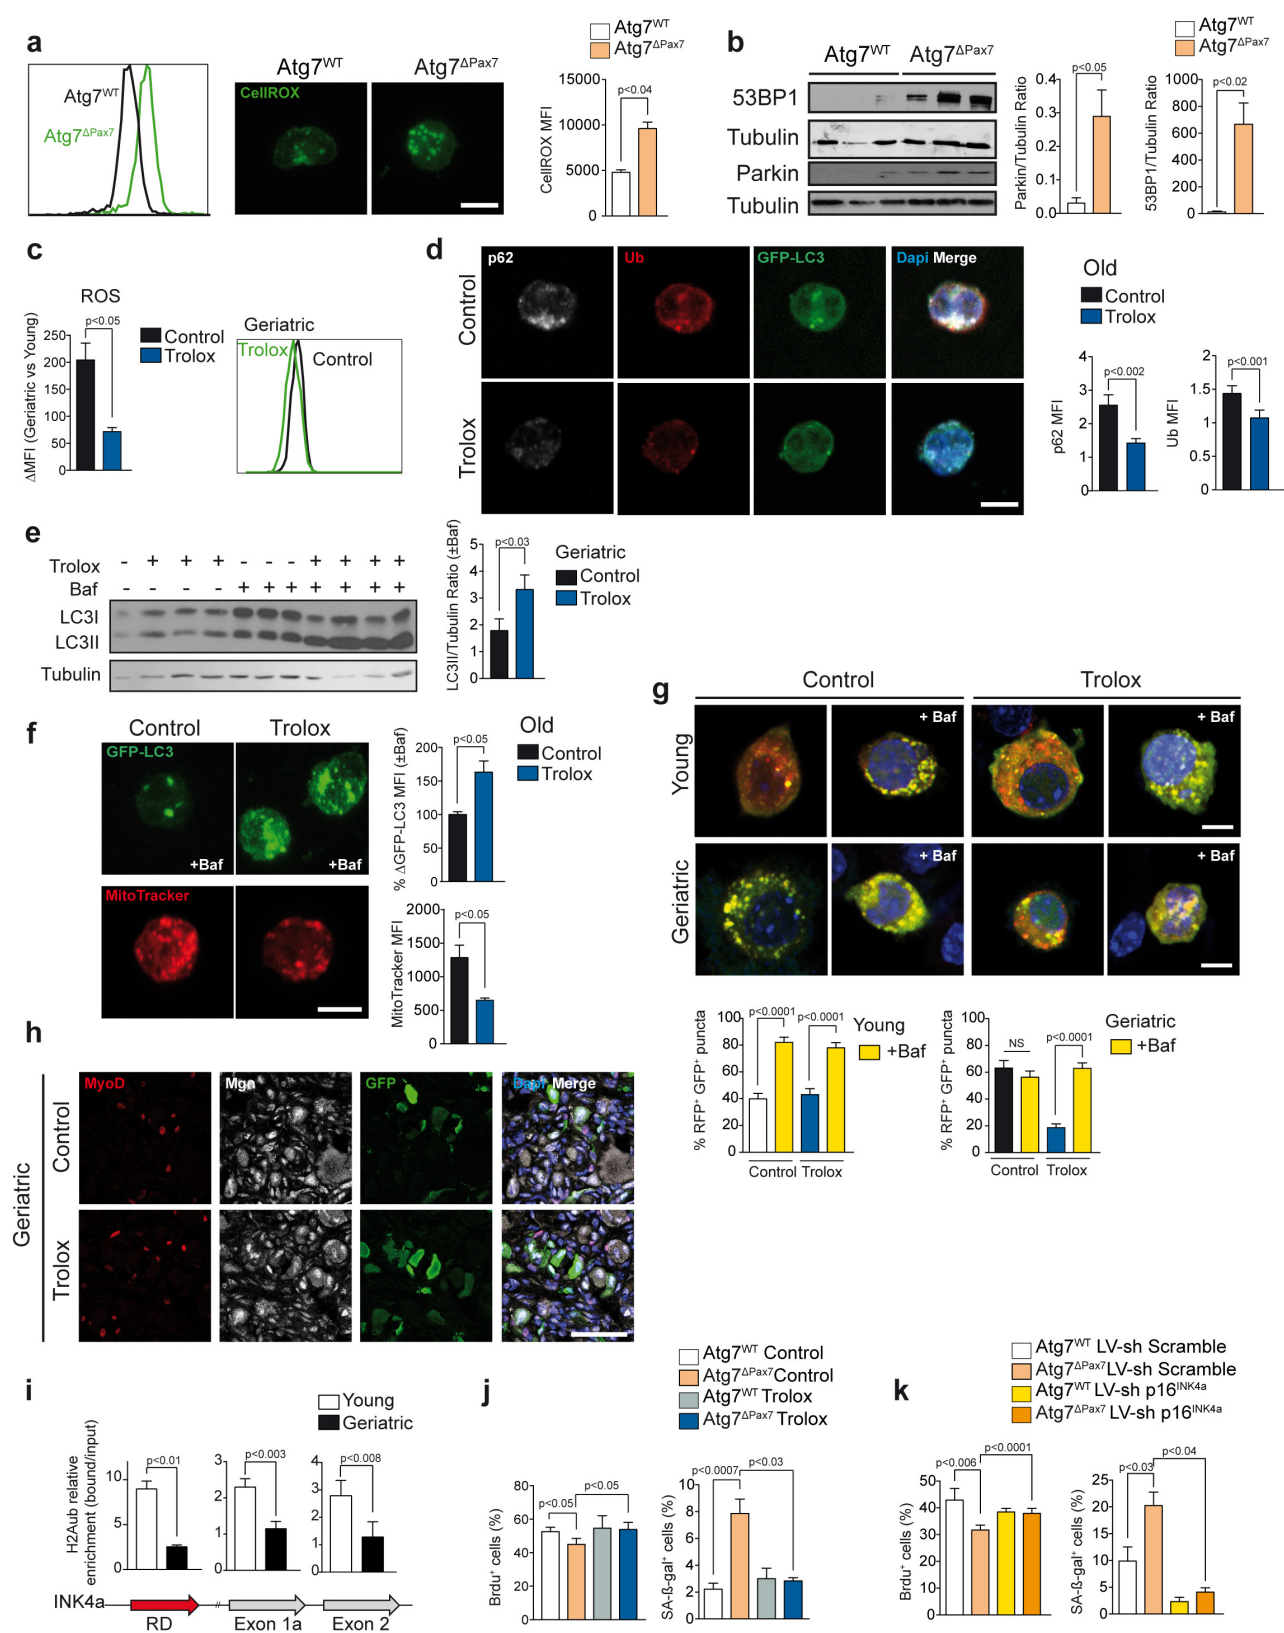 a
Atg7WT
Atg7ΔPax7
Atg7WT
Atg7ΔPax7
CellROX
Atg7WT
Atg7ΔPax7
CellROX MFI
15000
10000
5000
0
p<0.04
b
Atg7WT
Atg7ΔPax7
53BP1
Tubulin
Parkin
Tubulin
Atg7WT
Atg7ΔPax7
Parkin/Tubulin Ratio
0.4
0.3
0.2
0.1
0.0
p<0.05
53BP1/Tubulin Ratio
1000
800
600
400
200
0
p<0.02
c
ROS
ΔMFI (Geriatric vs Young)
250
200
150
100
50
0
p<0.05
Control
Trolox
Geriatric
Trolox
Control
d
p62
Ub
GFP-LC3
Dapi Merge
Control
Trolox
Old
Control
Trolox
p62 MFI
4
3
2
1
0
p<0.002
Ub MFI
2
1.5
1
0.5
0
p<0.001
e
Trolox - + + + - - - + + + +
Baf - - - - + + + + + + +
LC3I
LC3II
Tubulin
LC3II/Tubulin Ratio (±Baf)
5
4
3
2
1
0
p<0.03
Geriatric
Control
Trolox
f
Control
Trolox
GFP-LC3
+Baf
+Baf
MitoTracker
% ΔGFP-LC3 MFI (±Baf)
200
150
100
50
0
p<0.05
Old
Control
Trolox
MitoTracker MFI
2000
1500
1000
500
0
p<0.05
g
Control
Trolox
Young
+ Baf
+ Baf
Geriatric
+ Baf
+ Baf
% RFP+ GFP+ puncta
100
80
60
40
20
0
p<0.0001
p<0.0001
Control
Trolox
Young
+Baf
% RFP+ GFP+ puncta
100
80
60
40
20
0
NS
p<0.0001
Control
Trolox
Geriatric
+Baf
h
Geriatric
Control
Trolox
MyoD
Mgn
GFP
Dapi Merge
i
Young
Geriatric
H2Aub relative
enrichment (bound/input)
10
5
0
p<0.01
3
2
1
0
p<0.003
4
3
2
1
0
p<0.008
INK4a
//
RD
Exon 1a
Exon 2
j
Atg7WT Control
Atg7ΔPax7 Control
Atg7WT Trolox
Atg7ΔPax7 Trolox
Brdu+ cells (%)
80
60
40
20
0
p<0.05
p<0.05
SA-ß-gal+ cells (%)
10
8
6
4
2
0
p<0.0007
p<0.03
k
Atg7WT LV-sh Scramble
Atg7ΔPax7 LV-sh Scramble
Atg7WT LV-sh p16INK4a
Atg7ΔPax7 LV-sh p16INK4a
Brdu+ cells (%)
50
40
30
20
10
0
p<0.006
p<0.0001
SA-ß-gal+ cells (%)
25
20
15
10
5
0
p<0.03
p<0.04